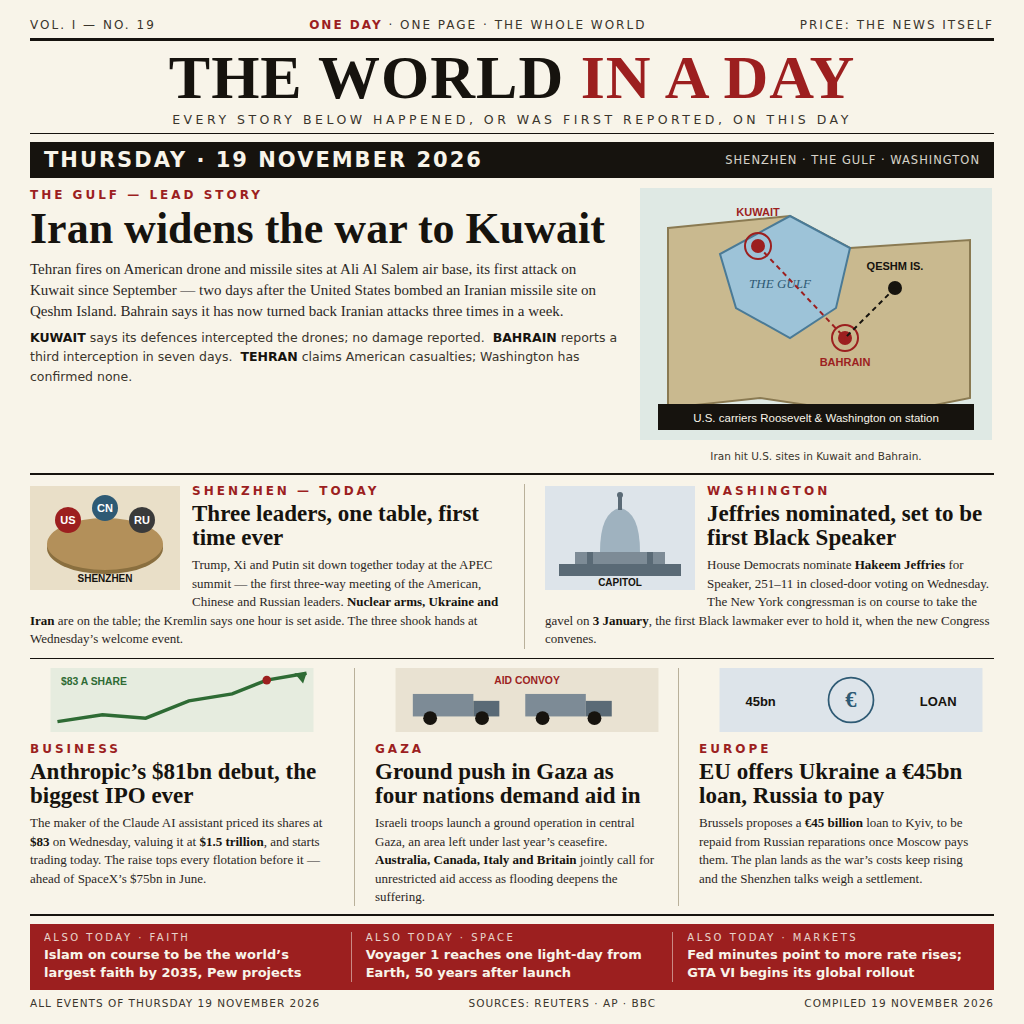 VOL. I — NO. 19
ONE DAY · ONE PAGE · THE WHOLE WORLD
PRICE: THE NEWS ITSELF
THE WORLD IN A DAY
EVERY STORY BELOW HAPPENED, OR WAS FIRST REPORTED, ON THIS DAY
THURSDAY · 19 NOVEMBER 2026
SHENZHEN · THE GULF · WASHINGTON
THE GULF — LEAD STORY
Iran widens the war to Kuwait
Tehran fires on American drone and missile sites at Ali Al Salem air base, its first attack on
Kuwait since September — two days after the United States bombed an Iranian missile site on
Qeshm Island. Bahrain says it has now turned back Iranian attacks three times in a week.
KUWAIT says its defences intercepted the drones; no damage reported. BAHRAIN reports a
third interception in seven days. TEHRAN claims American casualties; Washington has
confirmed none.
KUWAIT
THE GULF
QESHM IS.
BAHRAIN
U.S. carriers Roosevelt & Washington on station
Iran hit U.S. sites in Kuwait and Bahrain.
US
CN
RU
SHENZHEN
SHENZHEN — TODAY
Three leaders, one table, first
time ever
Trump, Xi and Putin sit down together today at the APEC
summit — the first three-way meeting of the American,
Chinese and Russian leaders. Nuclear arms, Ukraine and
Iran are on the table; the Kremlin says one hour is set aside. The three shook hands at
Wednesday’s welcome event.
CAPITOL
WASHINGTON
Jeffries nominated, set to be
first Black Speaker
House Democrats nominate Hakeem Jeffries for
Speaker, 251–11 in closed-door voting on Wednesday.
The New York congressman is on course to take the
gavel on 3 January, the first Black lawmaker ever to hold it, when the new Congress
convenes.
$83 A SHARE
BUSINESS
Anthropic’s $81bn debut, the
biggest IPO ever
The maker of the Claude AI assistant priced its shares at
$83 on Wednesday, valuing it at $1.5 trillion, and starts
trading today. The raise tops every flotation before it —
ahead of SpaceX’s $75bn in June.
AID CONVOY
GAZA
Ground push in Gaza as
four nations demand aid in
Israeli troops launch a ground operation in central
Gaza, an area left under last year’s ceasefire.
Australia, Canada, Italy and Britain jointly call for
unrestricted aid access as flooding deepens the
suffering.
45bn
€
LOAN
EUROPE
EU offers Ukraine a €45bn
loan, Russia to pay
Brussels proposes a €45 billion loan to Kyiv, to be
repaid from Russian reparations once Moscow pays
them. The plan lands as the war’s costs keep rising
and the Shenzhen talks weigh a settlement.
ALSO TODAY · FAITH
Islam on course to be the world’s
largest faith by 2035, Pew projects
ALSO TODAY · SPACE
Voyager 1 reaches one light-day from
Earth, 50 years after launch
ALSO TODAY · MARKETS
Fed minutes point to more rate rises;
GTA VI begins its global rollout
ALL EVENTS OF THURSDAY 19 NOVEMBER 2026
SOURCES: REUTERS · AP · BBC
COMPILED 19 NOVEMBER 2026